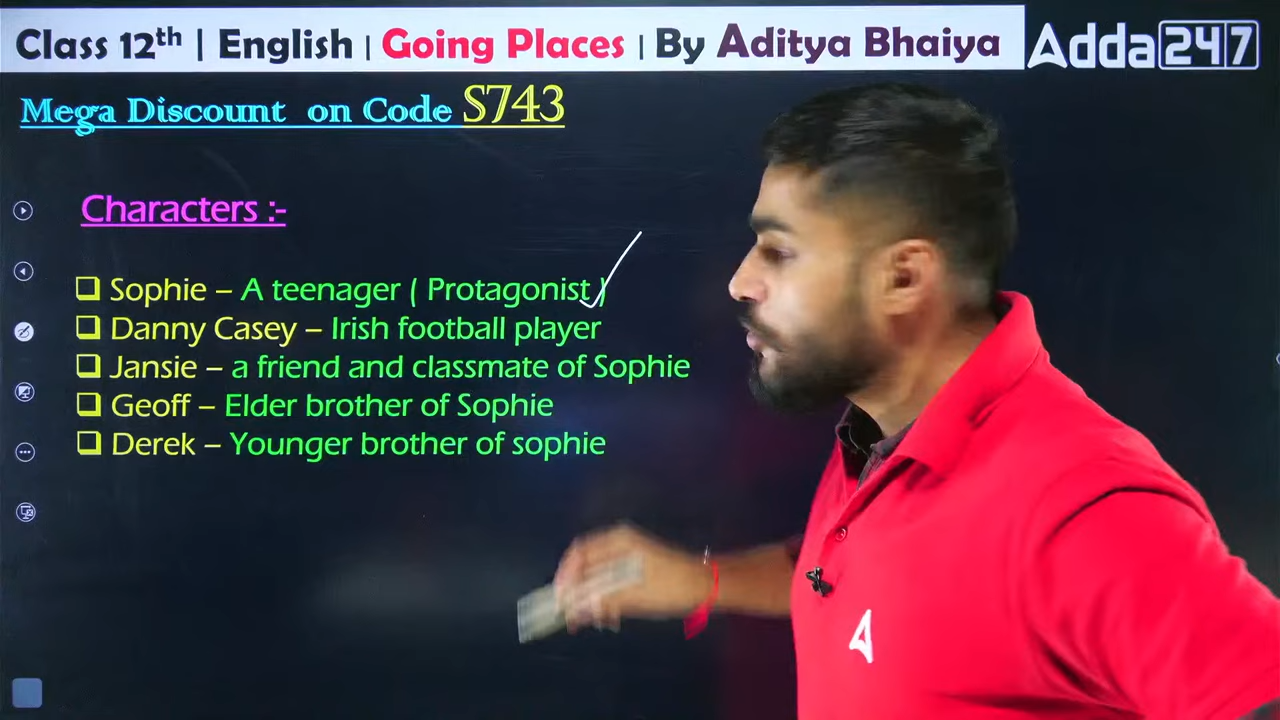 Class 12th | English | Going Places | By Aditya Bhaiya
Adda247
Mega Discount on Code S743
Characters :-
❑ Sophie – A teenager ( Protagonist )
❑ Danny Casey – Irish football player
❑ Jansie – a friend and classmate of Sophie
❑ Geoff – Elder brother of Sophie
❑ Derek – Younger brother of sophie